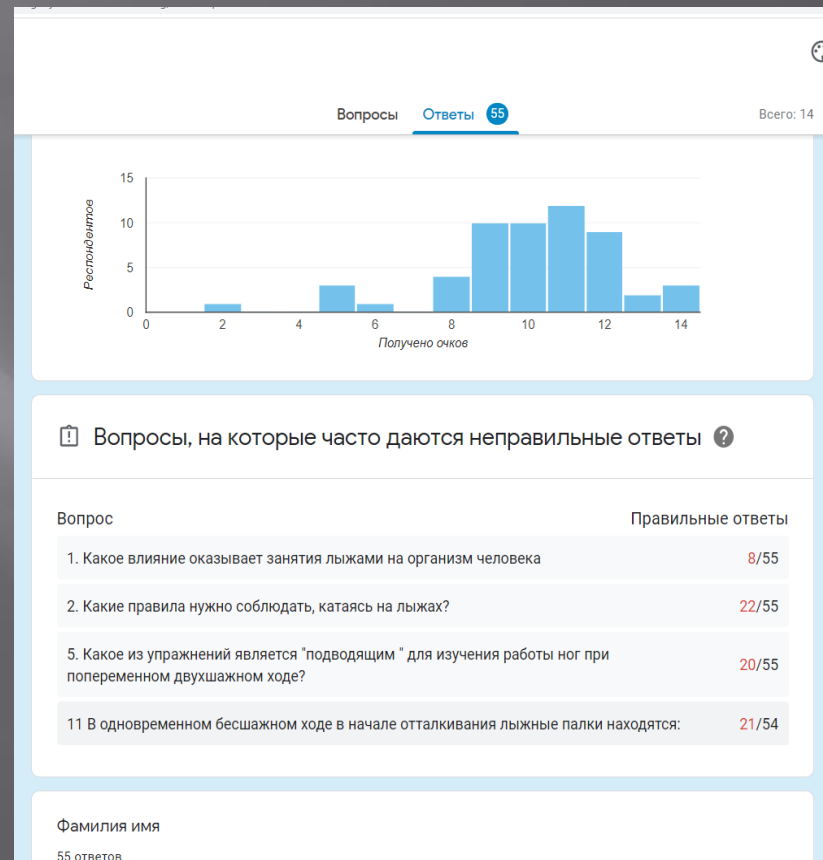 Вопросы Ответы 55 Всего: 14
15
10
5
0
Респондентов
0 2 4 6 8 10 12 14
Получено очков
Вопросы, на которые часто даются неправильные ответы
Вопрос Правильные ответы
1. Какое влияние оказывает занятия лыжами на организм человека 8/55
2. Какие правила нужно соблюдать, катаясь на лыжах? 22/55
5. Какое из упражнений является "подводящим " для изучения работы ног при
попеременном двухшажном ходе? 20/55
11 В одновременном бесшажном ходе в начале отталкивания лыжные палки находятся: 21/54
Фамилия имя
55 ответов